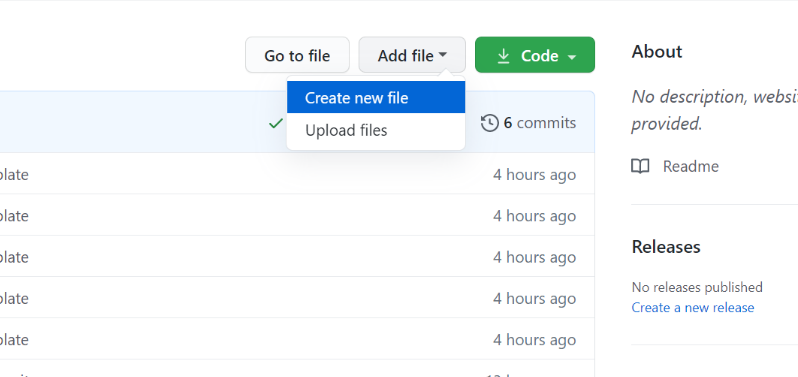 Go to file
Add file
Code
About
Create new file
Upload files
6 commits
No description, websi
provided.
Readme
plate 4 hours ago
plate 4 hours ago
plate 4 hours ago
plate 4 hours ago
plate 4 hours ago
Releases
No releases published
Create a new release